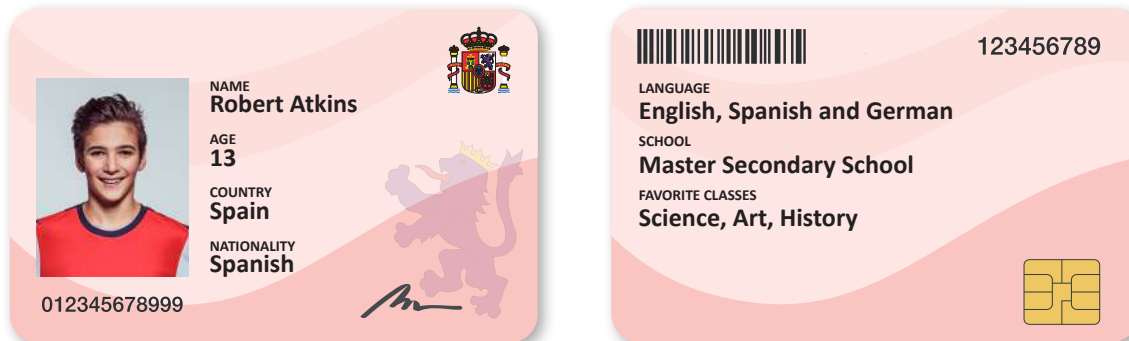 NAME
Robert Atkins
AGE
13
COUNTRY
Spain
NATIONALITY
Spanish
012345678999
123456789
LANGUAGE
English, Spanish and German
SCHOOL
Master Secondary School
FAVORITE CLASSES
Science, Art, History